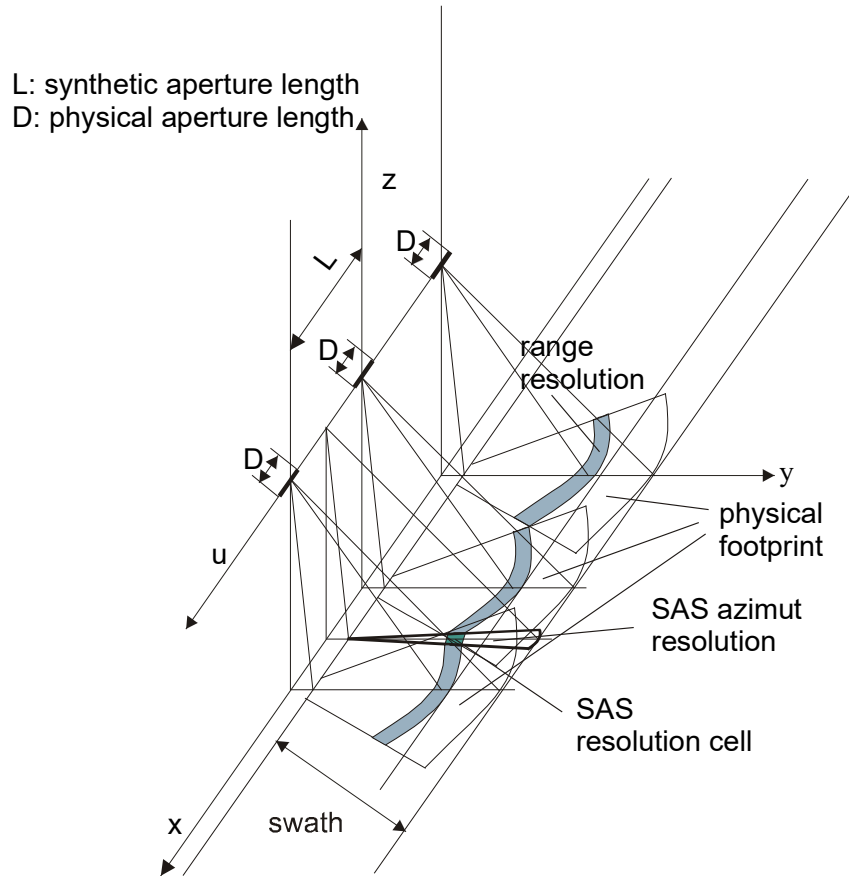 L: synthetic aperture length
D: physical aperture length
z
D
L
range
resolution
D
D
y
physical
footprint
u
SAS azimut
resolution
SAS
resolution cell
x
swath